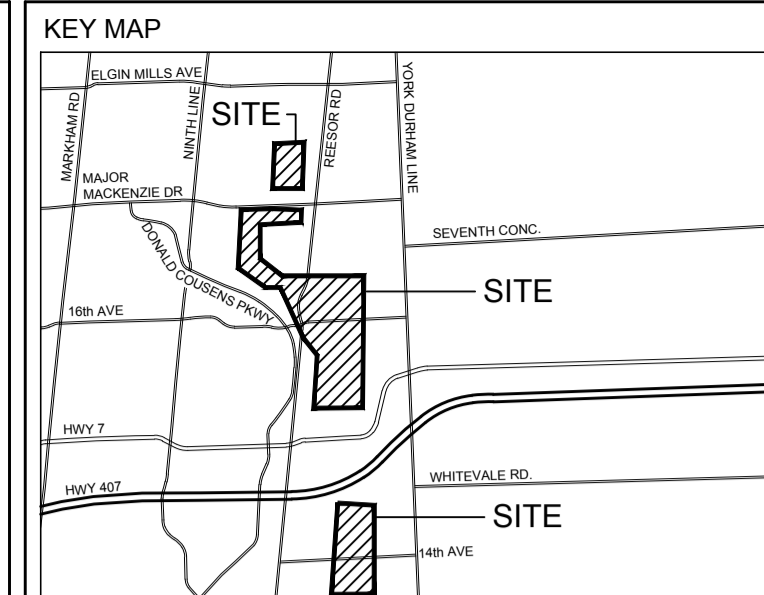 KEY MAP
ELGIN MILLS AVE
MARKHAM RD
NINTH LINE
SITE
REESOR RD
YORK DURHAM LINE
MAJOR
MACKENZIE DR
DONALD COUSENS PKWY
SEVENTH CONC.
SITE
16th AVE
HWY 7
HWY 407
WHITEVALE RD.
SITE
14th AVE